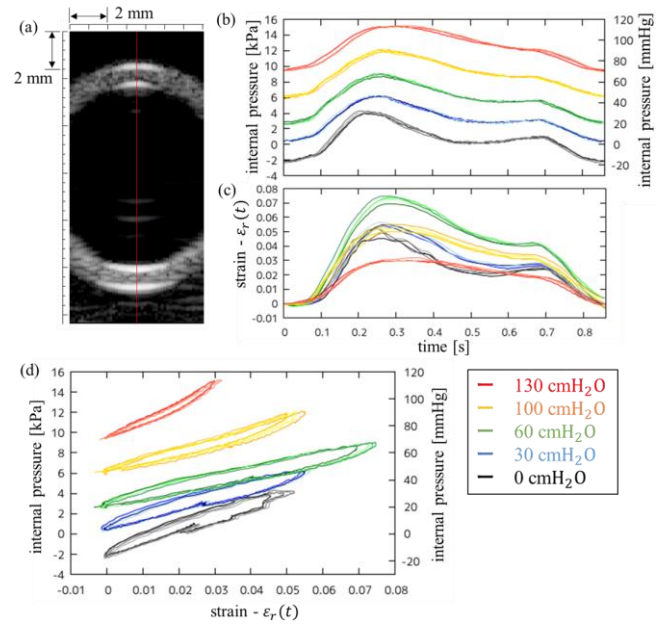 (a)
2 mm
2 mm
(b)
internal pressure [kPa]
16
14
12
10
8
6
4
2
0
-2
-4
120
100
80
60
40
20
0
-20
internal pressure [mmHg]
(c)
strain - εr(t)
0.08
0.07
0.06
0.05
0.04
0.03
0.02
0.01
0
-0.01
0 0.1 0.2 0.3 0.4 0.5 0.6 0.7 0.8
time [s]
(d)
internal pressure [kPa]
16
14
12
10
8
6
4
2
0
-2
-4
120
100
80
60
40
20
0
-20
internal pressure [mmHg]
-0.01 0 0.01 0.02 0.03 0.04 0.05 0.06 0.07 0.08
strain - εr(t)
130 cmH₂O
100 cmH₂O
60 cmH₂O
30 cmH₂O
0 cmH₂O